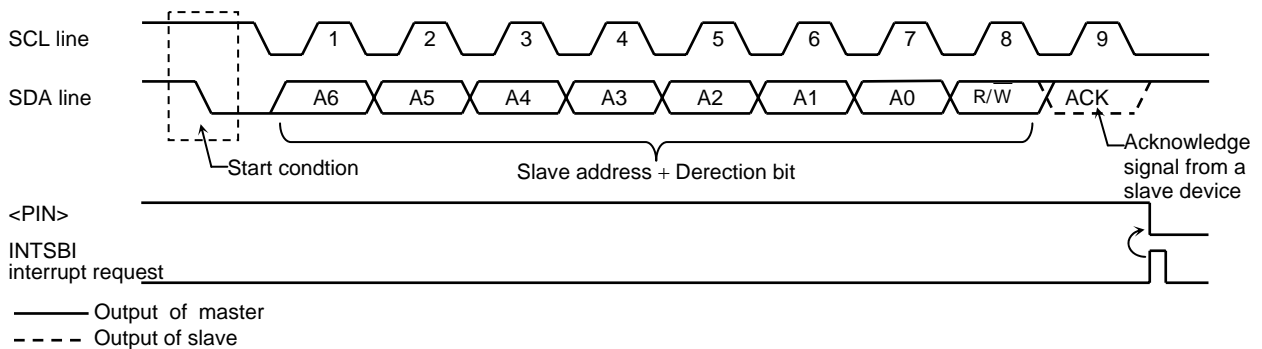 SCL line
1 2 3 4 5 6 7 8 9
SDA line
A6 A5 A4 A3 A2 A1 A0 R/W̅ ACK
Start condtion
Slave address + Derection bit
Acknowledge
signal from a
slave device
<PIN>
INTSBI
interrupt request
Output of master
Output of slave